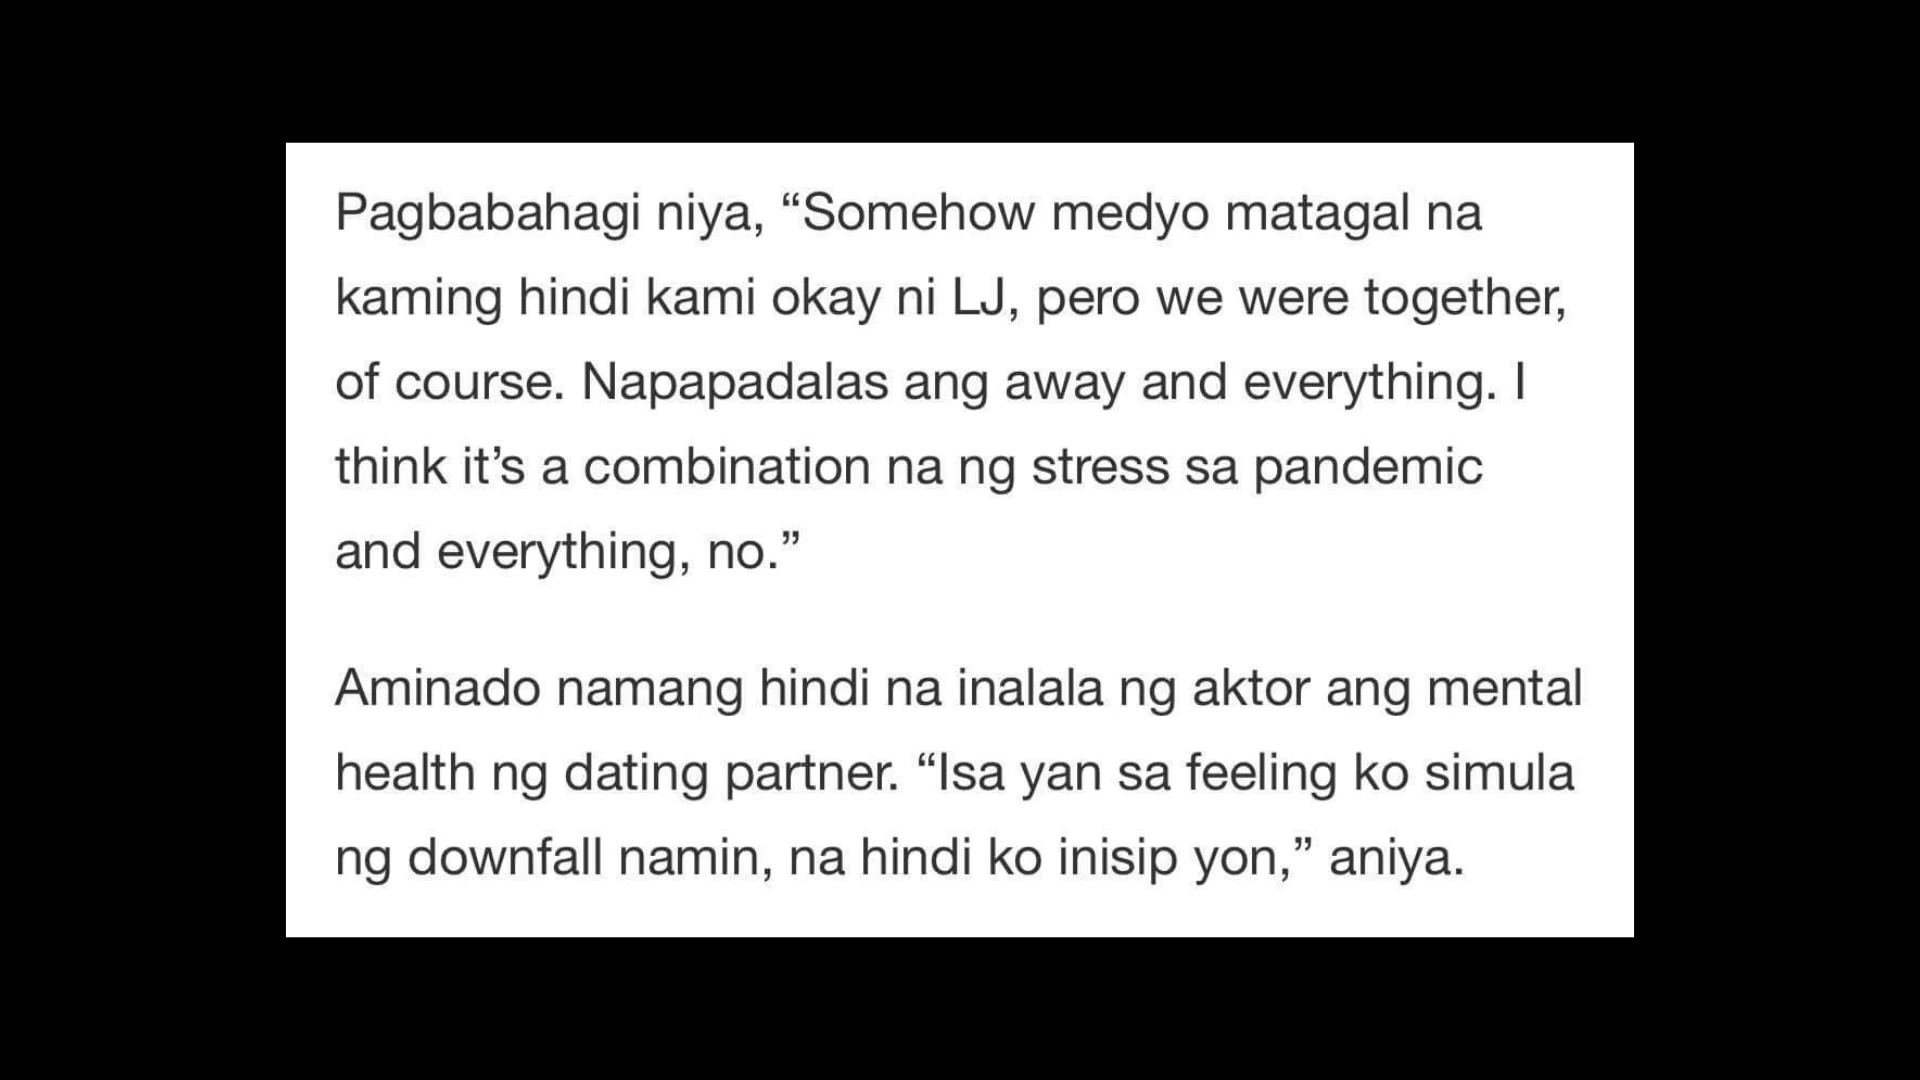 Pagbabahagi niya, “Somehow medyo matagal na
kaming hindi kami okay ni LJ, pero we were together,
of course. Napapadalas ang away and everything. I
think it’s a combination na ng stress sa pandemic
and everything, no.”
Aminado namang hindi na inalala ng aktor ang mental
health ng dating partner. “Isa yan sa feeling ko simula
ng downfall namin, na hindi ko inisip yon,” aniya.